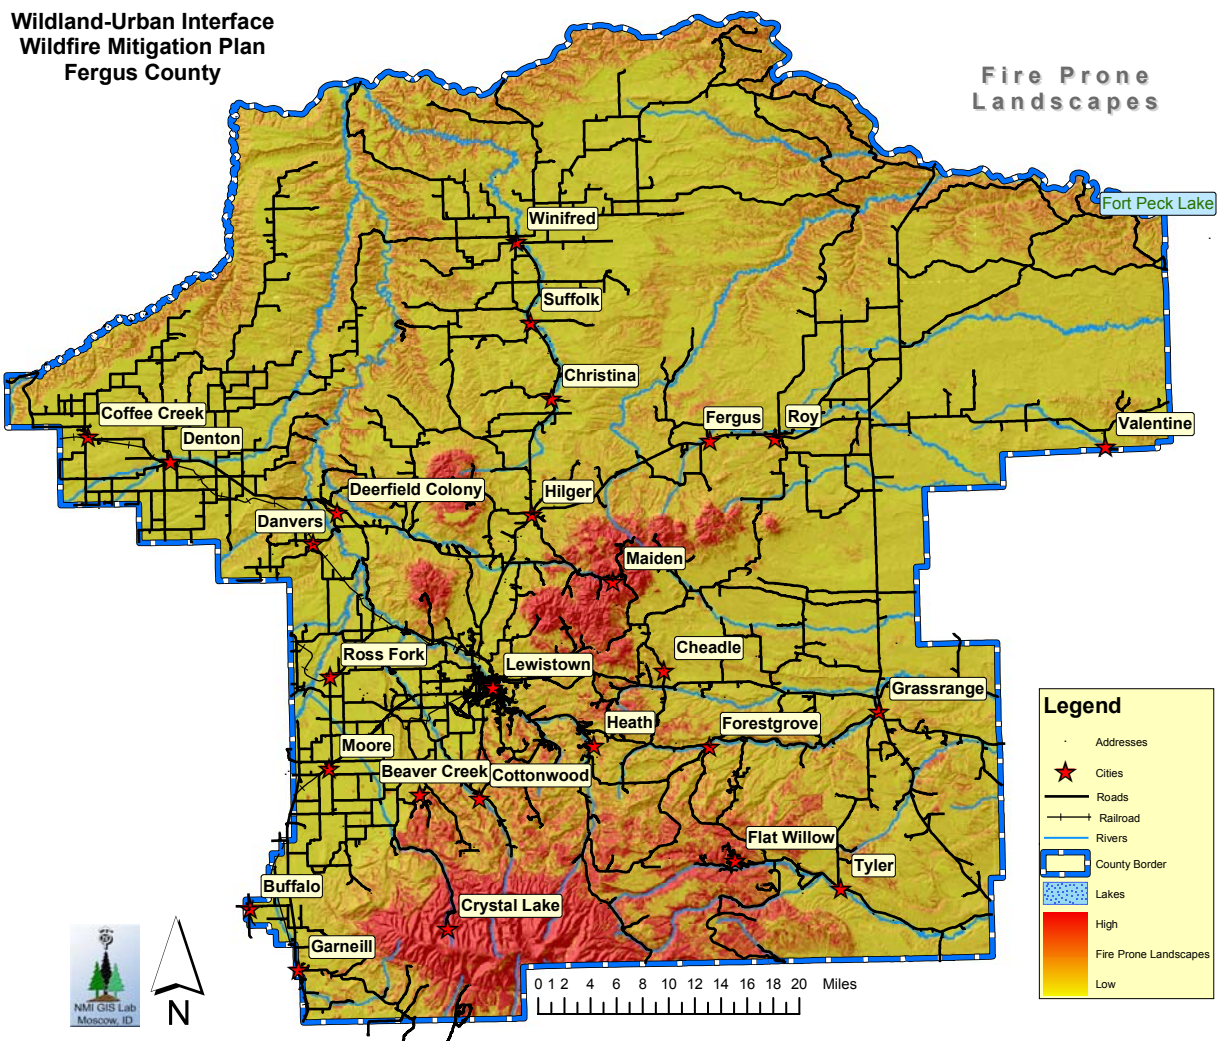 Wildland-Urban Interface
Wildfire Mitigation Plan
Fergus County
Fire Prone
Landscapes
Fort Peck Lake
Winifred
Suffolk
Christina
Coffee Creek
Denton
Fergus
Roy
Valentine
Deerfield Colony
Hilger
Danvers
Maiden
Ross Fork
Lewistown
Cheadle
Grassrange
Heath
Forestgrove
Moore
Beaver Creek
Cottonwood
Flat Willow
Tyler
Buffalo
Crystal Lake
Garneill
Legend
Addresses
Cities
Roads
Railroad
Rivers
County Border
Lakes
High
Fire Prone Landscapes
Low
NMI GIS Lab
Moscow, ID
N
0 1 2 4 6 8 10 12 14 16 18 20 Miles